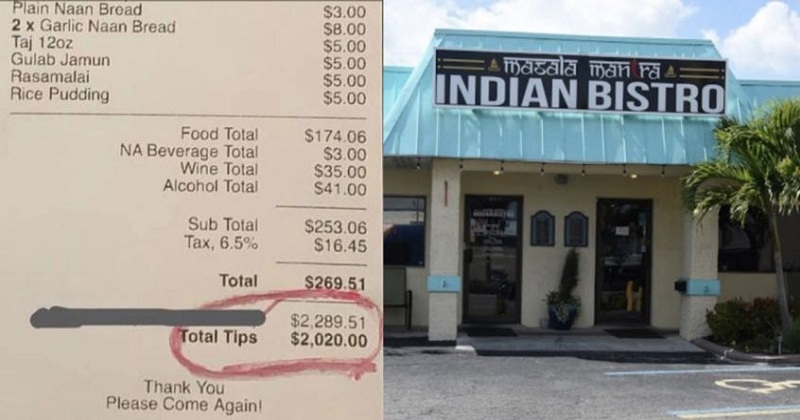 Plain Naan Bread $3.00
2 x Garlic Naan Bread $8.00
Taj 12oz $5.00
Gulab Jamun $5.00
Rasamalai $5.00
Rice Pudding $5.00
Food Total $174.06
NA Beverage Total $3.00
Wine Total $35.00
Alcohol Total $41.00
Sub Total $253.06
Tax, 6.5% $16.45
Total $269.51
$2,289.51
Total Tips $2,020.00
Thank You
Please Come Again!
masala mantra
INDIAN BISTRO